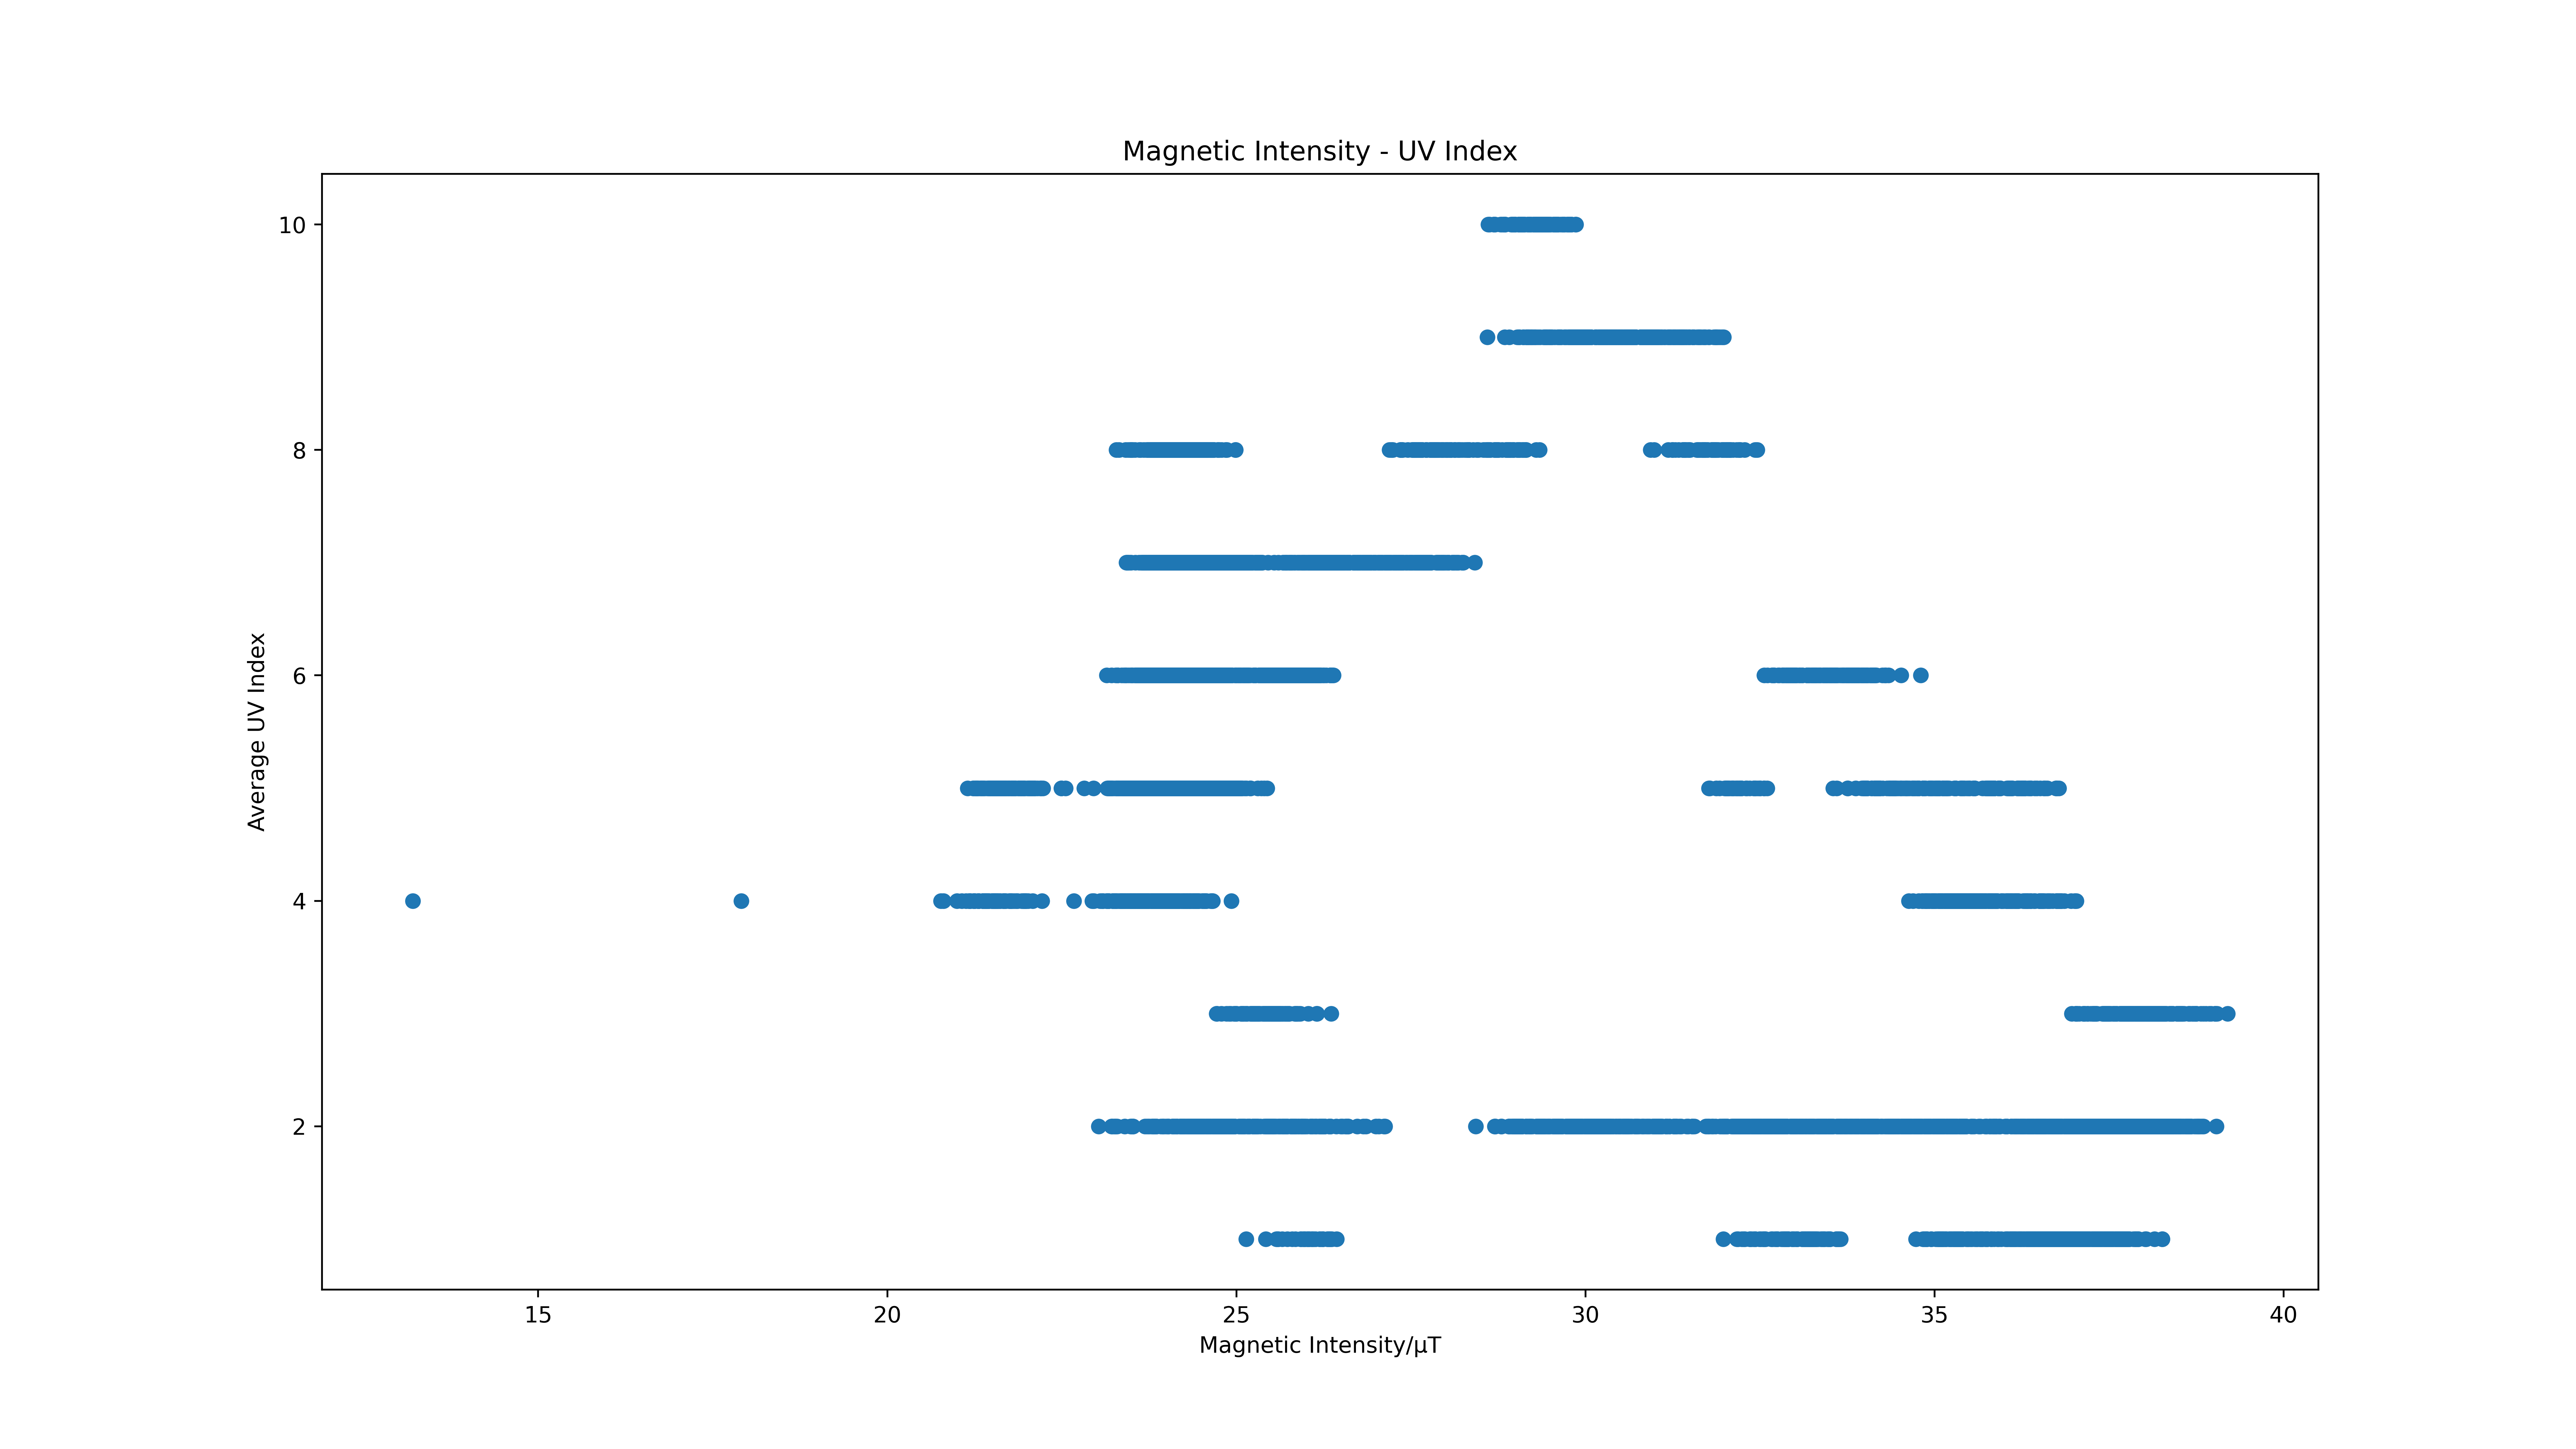 Magnetic Intensity - UV Index
10
8
6
4
2
Average UV Index
15 20 25 30 35 40
Magnetic Intensity/μT